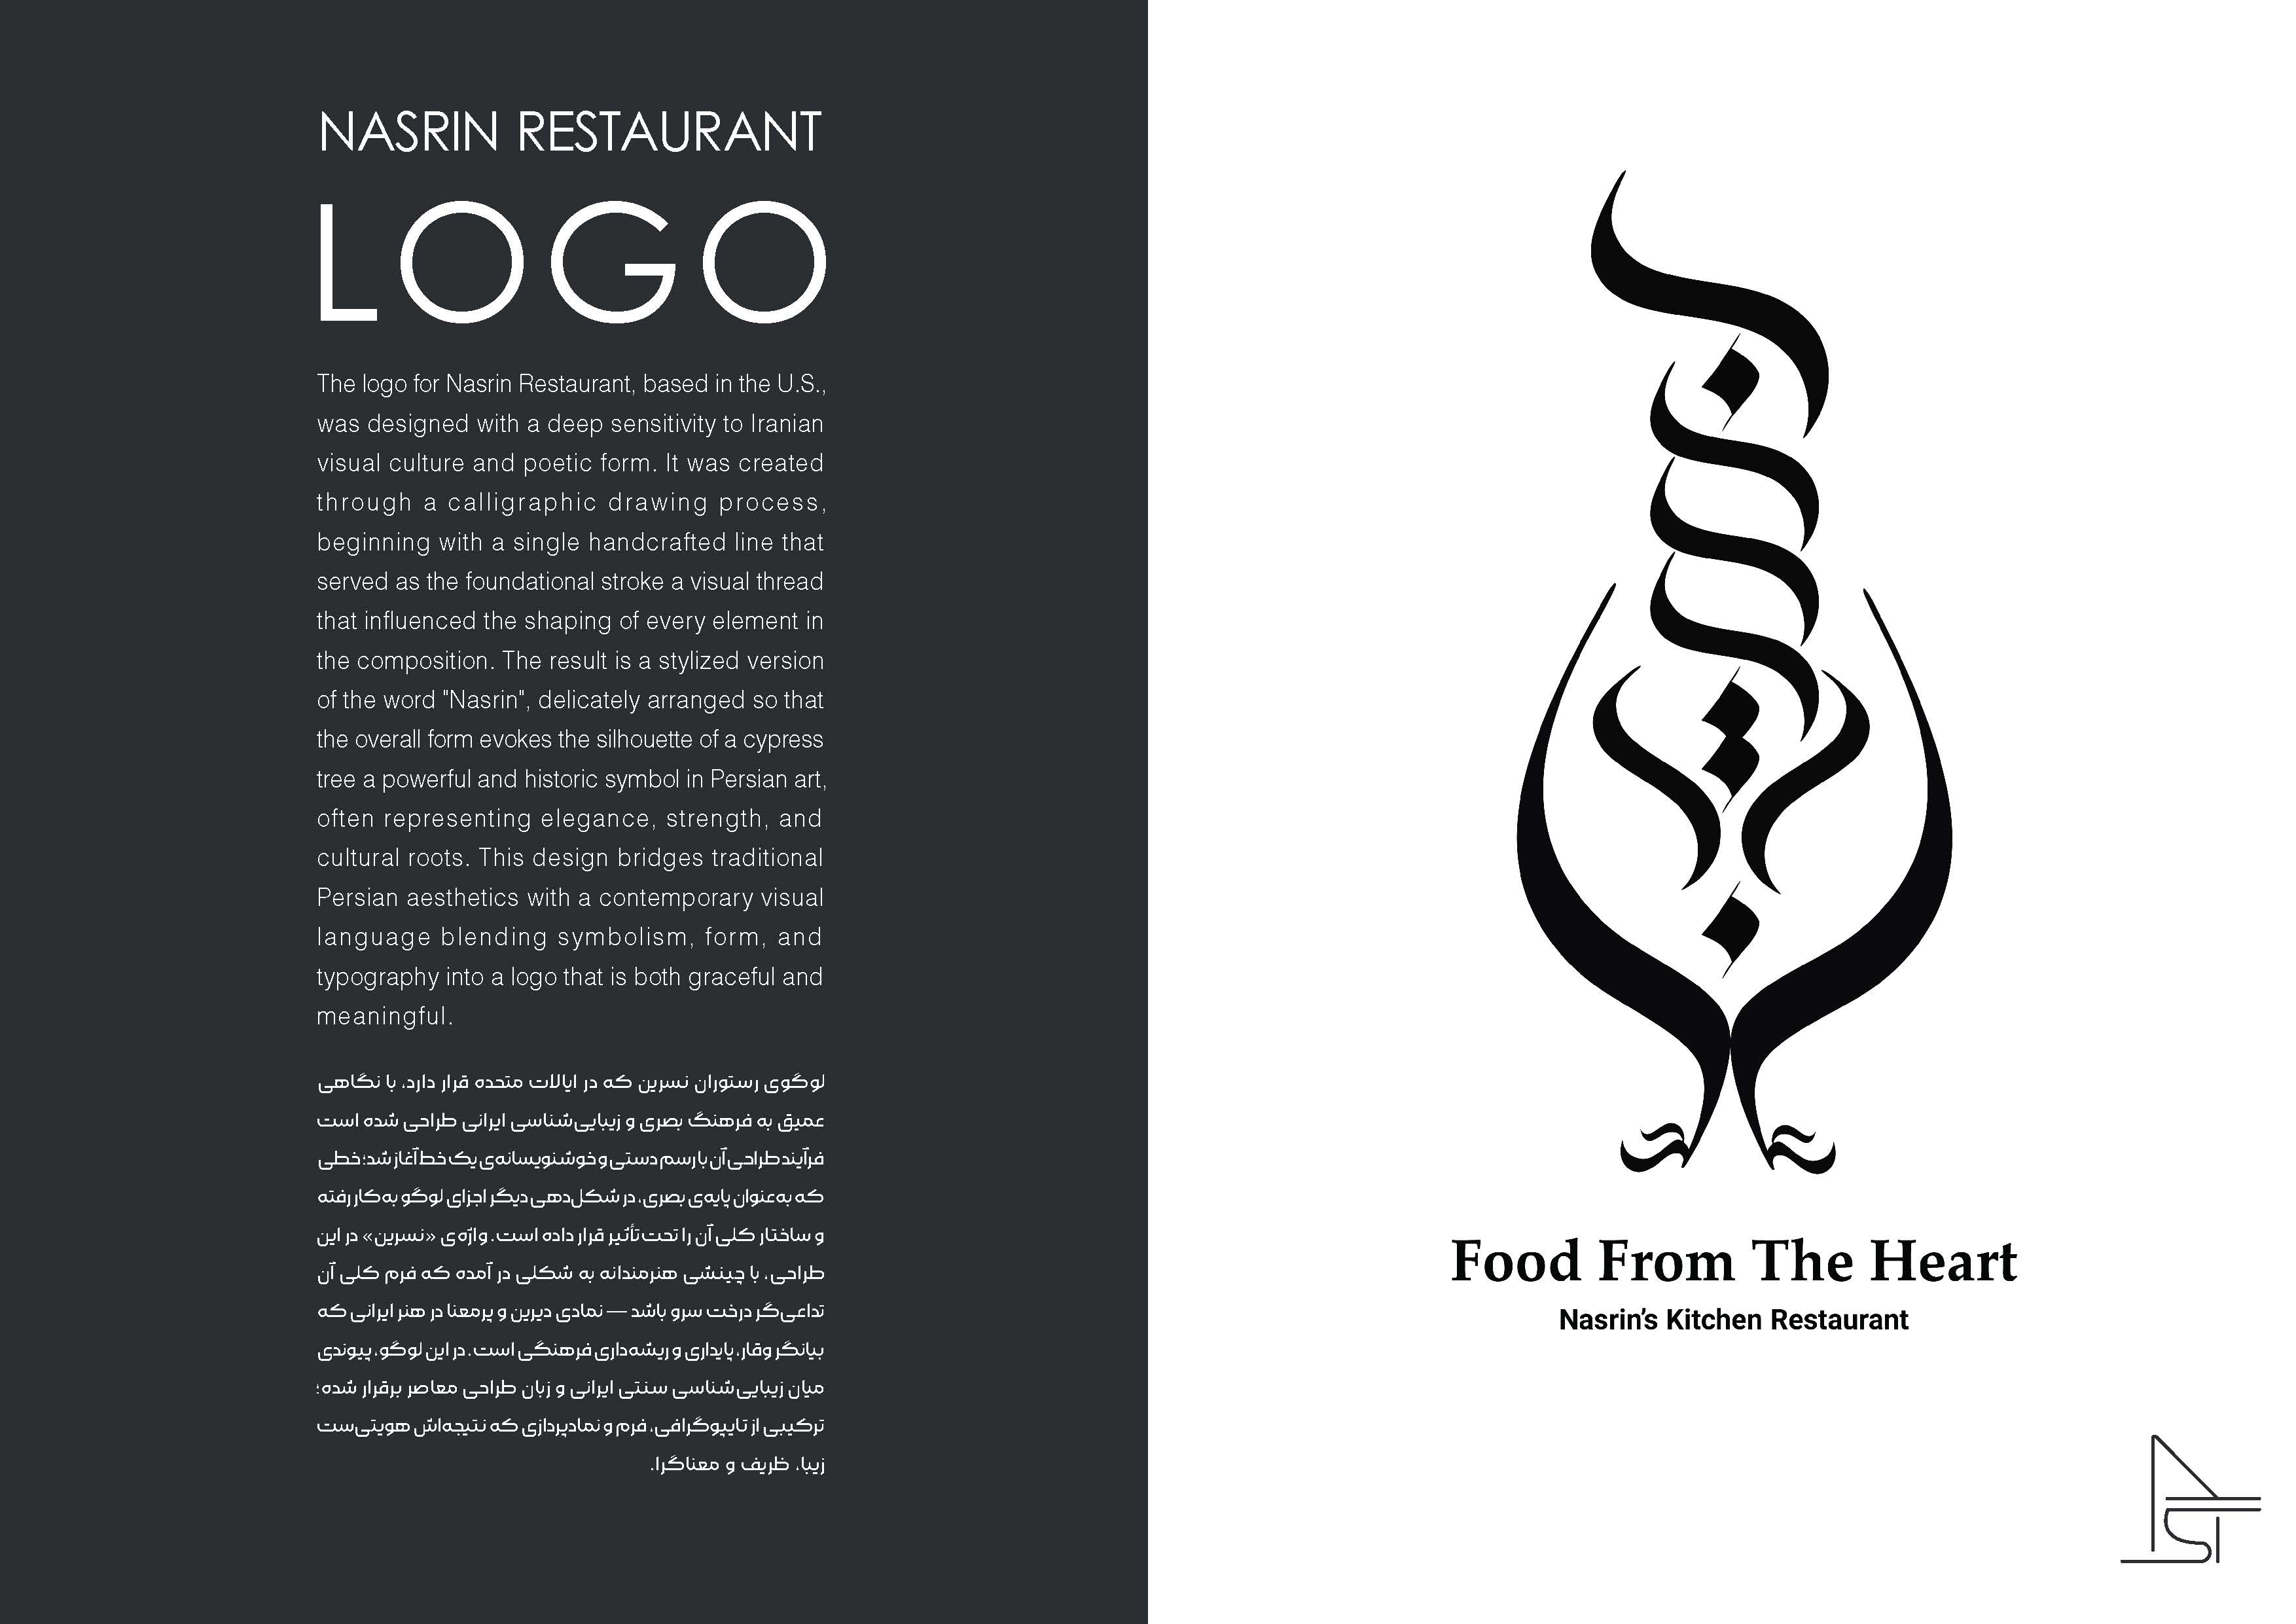 NASRIN RESTAURANT
LOGO
The logo for Nasrin Restaurant, based in the U.S.,
was designed with a deep sensitivity to Iranian
visual culture and poetic form. It was created
through a calligraphic drawing process,
beginning with a single handcrafted line that
served as the foundational stroke a visual thread
that influenced the shaping of every element in
the composition. The result is a stylized version
of the word "Nasrin", delicately arranged so that
the overall form evokes the silhouette of a cypress
tree a powerful and historic symbol in Persian art,
often representing elegance, strength, and
cultural roots. This design bridges traditional
Persian aesthetics with a contemporary visual
language blending symbolism, form, and
typography into a logo that is both graceful and
meaningful.
لوگوی رستوران نسرین که در ایالات متحده قرار دارد، با نگاهی
عمیق به فرهنگ بصری و زیبایی‌شناسی ایرانی طراحی شده است
فرآیند طراحی آن با رسم دستی و خوشنویسانه‌ی یک خط آغاز شد؛ خطی
که به‌عنوان پایه‌ی بصری، در شکل‌دهی دیگر اجزای لوگو به‌کار رفته
و ساختار کلی آن را تحت تأثیر قرار داده است. واژه‌ی «نسرین» در این
طراحی، با چینشی هنرمندانه به شکلی در آمده که فرم کلی آن
تداعی‌گر درخت سرو باشد — نمادی دیرین و پرمعنا در هنر ایرانی که
بیانگر وقار، پایداری و ریشه‌داری فرهنگی است. در این لوگو، پیوندی
میان زیبایی‌شناسی سنتی ایرانی و زبان طراحی معاصر برقرار شده؛
ترکیبی از تایپوگرافی، فرم و نمادپردازی که نتیجه‌اش هویتی‌ست
زیبا، ظریف و معناگرا.
Food From The Heart
Nasrin's Kitchen Restaurant